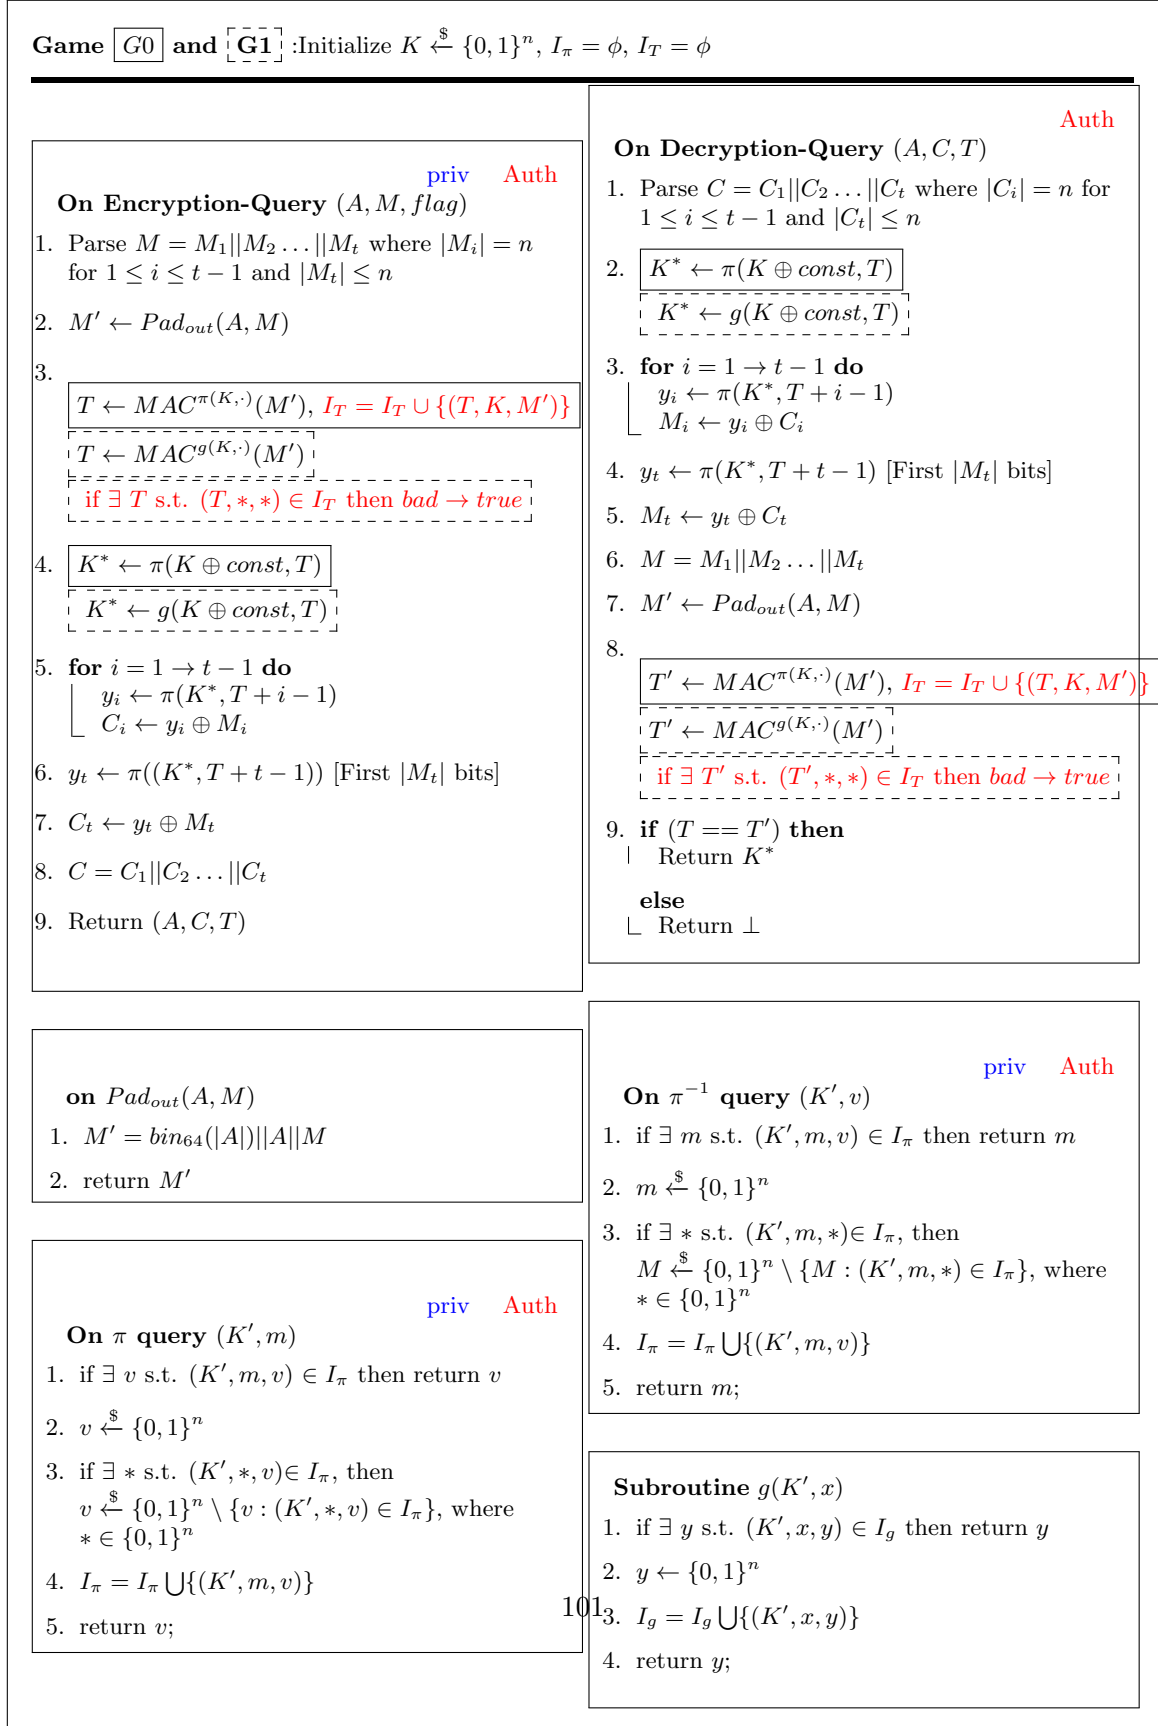 Game G0 and G1 :Initialize K ←$ {0, 1}^n, I_π = ϕ, I_T = ϕ
priv Auth
On Encryption-Query (A, M, flag)
1. Parse M = M_1||M_2 ... ||M_t where |M_i| = n
for 1 ≤ i ≤ t − 1 and |M_t| ≤ n
2. M′ ← Pad_out(A, M)
3.
T ← MAC^π(K,·)(M′), I_T = I_T ∪ {(T, K, M′)}
T ← MAC^g(K,·)(M′)
if ∃ T s.t. (T, ∗, ∗) ∈ I_T then bad → true
4. K* ← π(K ⊕ const, T)
K* ← g(K ⊕ const, T)
5. for i = 1 → t − 1 do
y_i ← π(K*, T + i − 1)
C_i ← y_i ⊕ M_i
6. y_t ← π((K*, T + t − 1)) [First |M_t| bits]
7. C_t ← y_t ⊕ M_t
8. C = C_1||C_2 ... ||C_t
9. Return (A, C, T)
Auth
On Decryption-Query (A, C, T)
1. Parse C = C_1||C_2 ... ||C_t where |C_i| = n for
1 ≤ i ≤ t − 1 and |C_t| ≤ n
2. K* ← π(K ⊕ const, T)
K* ← g(K ⊕ const, T)
3. for i = 1 → t − 1 do
y_i ← π(K*, T + i − 1)
M_i ← y_i ⊕ C_i
4. y_t ← π(K*, T + t − 1) [First |M_t| bits]
5. M_t ← y_t ⊕ C_t
6. M = M_1||M_2 ... ||M_t
7. M′ ← Pad_out(A, M)
8.
T′ ← MAC^π(K,·)(M′), I_T = I_T ∪ {(T, K, M′)}
T′ ← MAC^g(K,·)(M′)
if ∃ T′ s.t. (T′, ∗, ∗) ∈ I_T then bad → true
9. if (T == T′) then
Return K*
else
Return ⊥
on Pad_out(A, M)
1. M′ = bin_64(|A|)||A||M
2. return M′
priv Auth
On π query (K′, m)
1. if ∃ v s.t. (K′, m, v) ∈ I_π then return v
2. v ←$ {0, 1}^n
3. if ∃ ∗ s.t. (K′, ∗, v)∈ I_π, then
v ←$ {0, 1}^n \ {v : (K′, ∗, v) ∈ I_π}, where
∗ ∈ {0, 1}^n
4. I_π = I_π ⋃{(K′, m, v)}
5. return v;
priv Auth
On π^−1 query (K′, v)
1. if ∃ m s.t. (K′, m, v) ∈ I_π then return m
2. m ←$ {0, 1}^n
3. if ∃ ∗ s.t. (K′, m, ∗)∈ I_π, then
M ←$ {0, 1}^n \ {M : (K′, m, ∗) ∈ I_π}, where
∗ ∈ {0, 1}^n
4. I_π = I_π ⋃{(K′, m, v)}
5. return m;
Subroutine g(K′, x)
1. if ∃ y s.t. (K′, x, y) ∈ I_g then return y
2. y ← {0, 1}^n
3. I_g = I_g ⋃{(K′, x, y)}
4. return y;
101